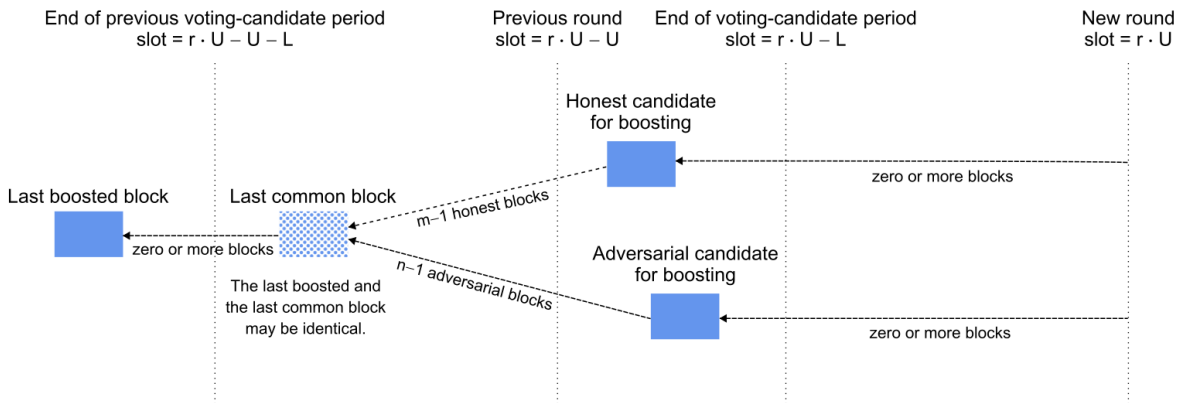 End of previous voting-candidate period
slot = r · U – U – L
Previous round
slot = r · U – U
End of voting-candidate period
slot = r · U – L
New round
slot = r · U
Honest candidate
for boosting
zero or more blocks
Last boosted block
Last common block
m–1 honest blocks
zero or more blocks
n–1 adversarial blocks
Adversarial candidate
for boosting
The last boosted and
the last common block
may be identical.
zero or more blocks